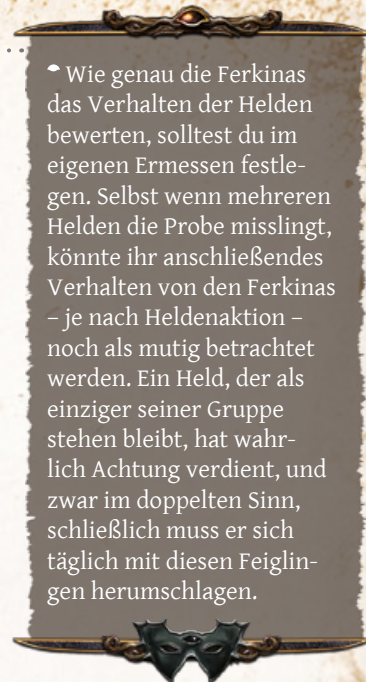 Wie genau die Ferkinas
das Verhalten der Helden
bewerten, solltest du im
eigenen Ermessen festle-
gen. Selbst wenn mehreren
Helden die Probe misslingt,
könnte ihr anschließendes
Verhalten von den Ferkinas
– je nach Heldenaktion –
noch als mutig betrachtet
werden. Ein Held, der als
einziger seiner Gruppe
stehen bleibt, hat wahr-
lich Achtung verdient, und
zwar im doppelten Sinn,
schließlich muss er sich
täglich mit diesen Feiglin-
gen herumschlagen.